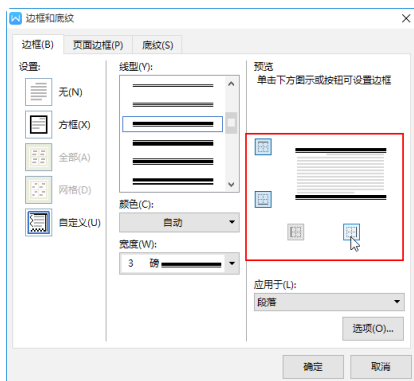 边框和底纹
边框(B) 页面边框(P) 底纹(S)
设置:
无(N)
方框(X)
全部(A)
网格(D)
自定义(U)
线型(Y):
颜色(C):
自动
宽度(W):
3 磅
预览
单击下方图示或按钮可设置边框
应用于(L):
段落
选项(O)...
确定 取消